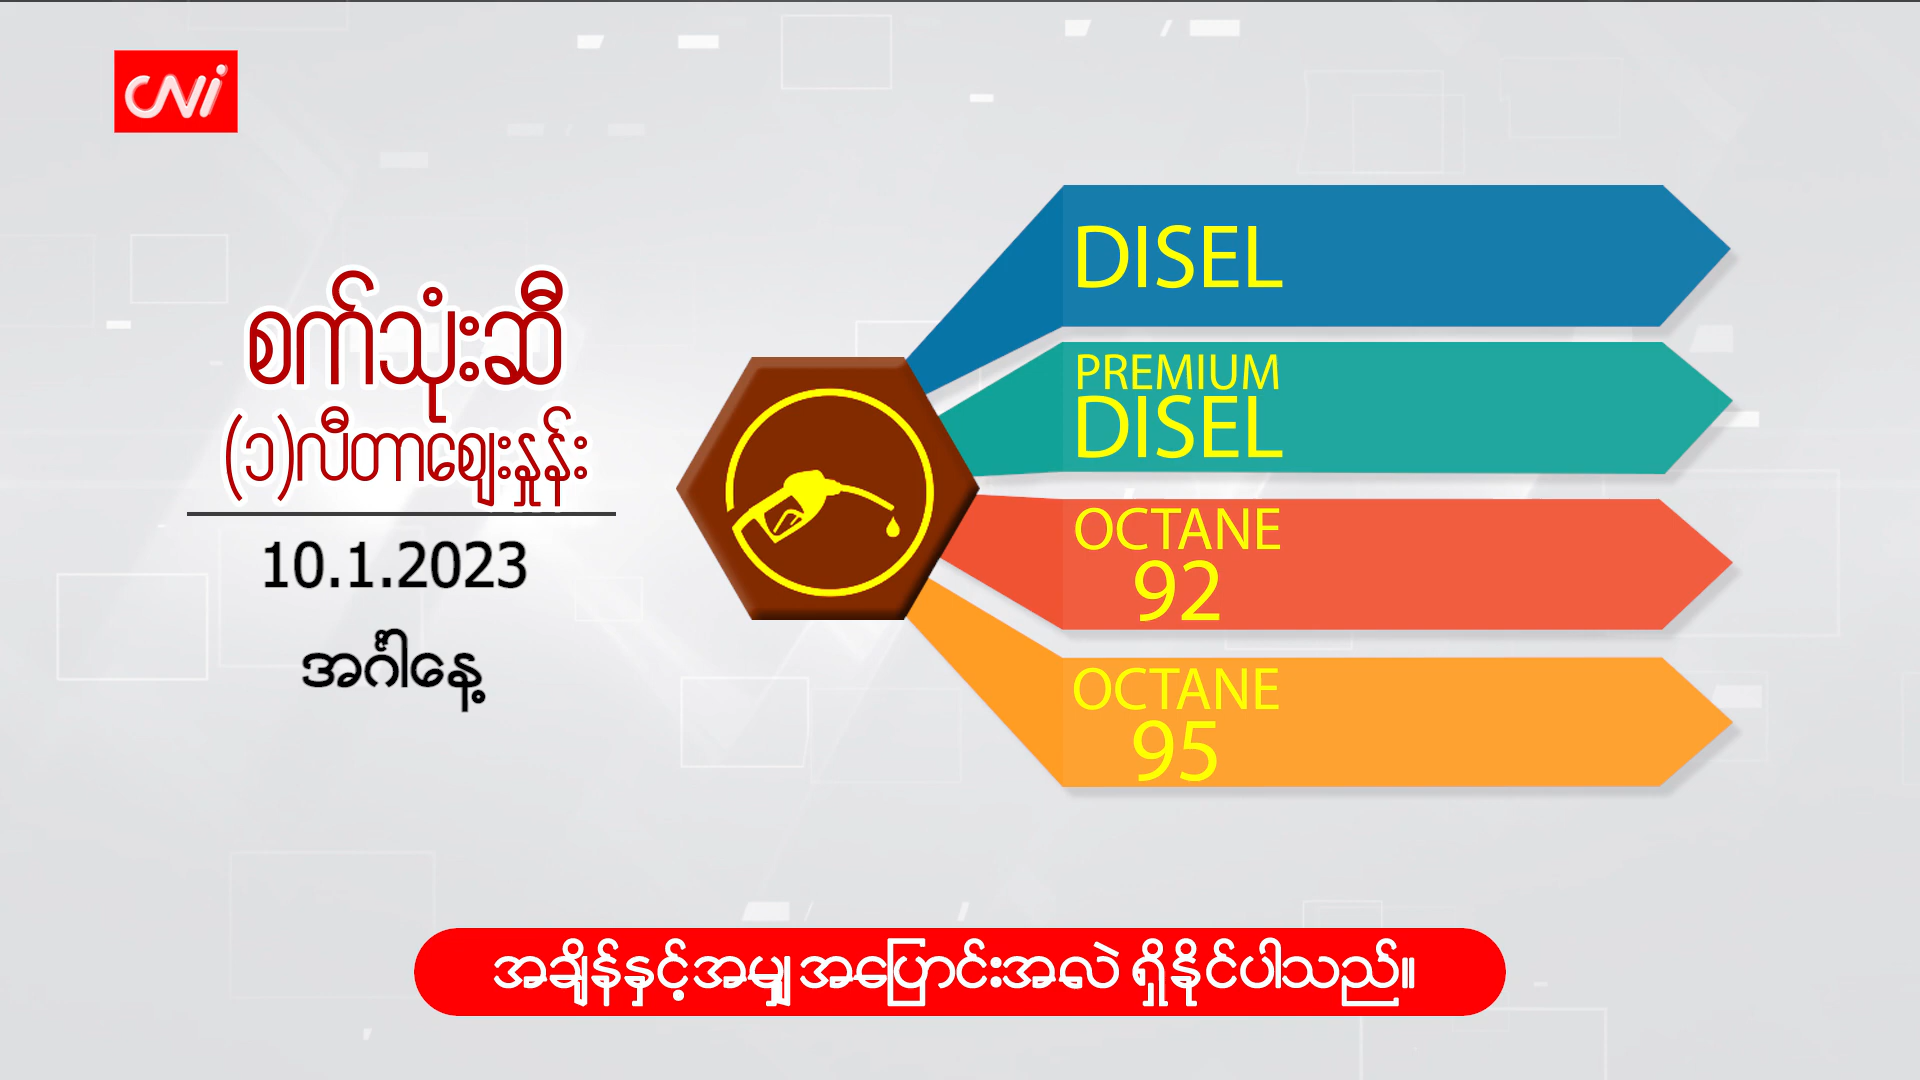 CNi
စက်သုံးဆီ
(၁)လီတာစျေးနှုန်း
10.1.2023
အင်္ဂါနေ့
DISEL
PREMIUM
DISEL
OCTANE
92
OCTANE
95
အချိန်နှင့်အမျှ အပြောင်းအလဲ ရှိနိုင်ပါသည်။